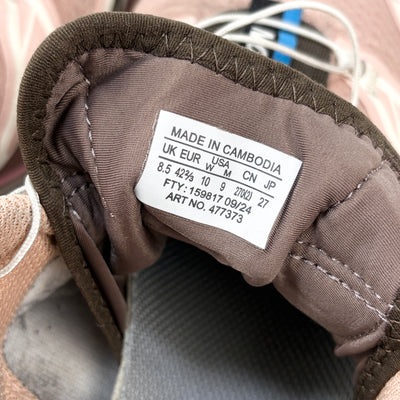 MADE IN CAMBODIA
USA
UK EUR W M CN JP
8.5 42⅔ 10 9 270(2) 27
FTY: 159817 09/24
ART NO. 477373